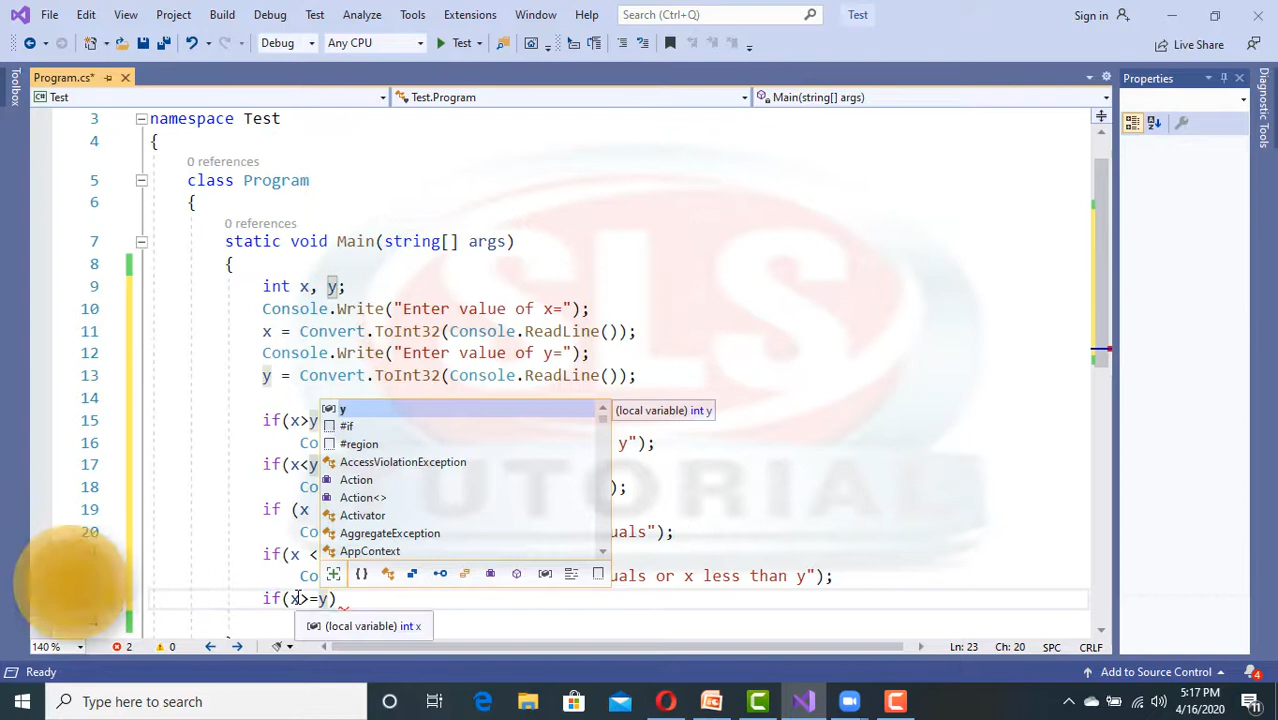 File Edit View Project Build Debug Test Analyze Tools Extensions Window Help Search (Ctrl+Q) Test Sign in
Debug Any CPU Test Live Share
Program.cs* Properties
Toolbox
Diagnostic Tools
Test Test.Program Main(string[] args)
3 namespace Test
4 {
0 references
5 class Program
6 {
0 references
7 static void Main(string[] args)
8 {
9 int x, y;
10 Console.Write("Enter value of x=");
11 x = Convert.ToInt32(Console.ReadLine());
12 Console.Write("Enter value of y=");
13 y = Convert.ToInt32(Console.ReadLine());
14
y (local variable) int y
15 if(x>y #if
16 Co #region y");
AccessViolationException
17 if(x<y Action
18 Co Action<> );
19 if (x Activator
20 Co AggregateException uals");
if(x < AppContext
Co uals or x less than y");
if(x>=y)
(local variable) int x
SLS
TUTORIAL
140 % 2 0 Ln: 23 Ch: 20 SPC CRLF
Ready Add to Source Control 4
Type here to search 5:17 PM
4/16/2020 11